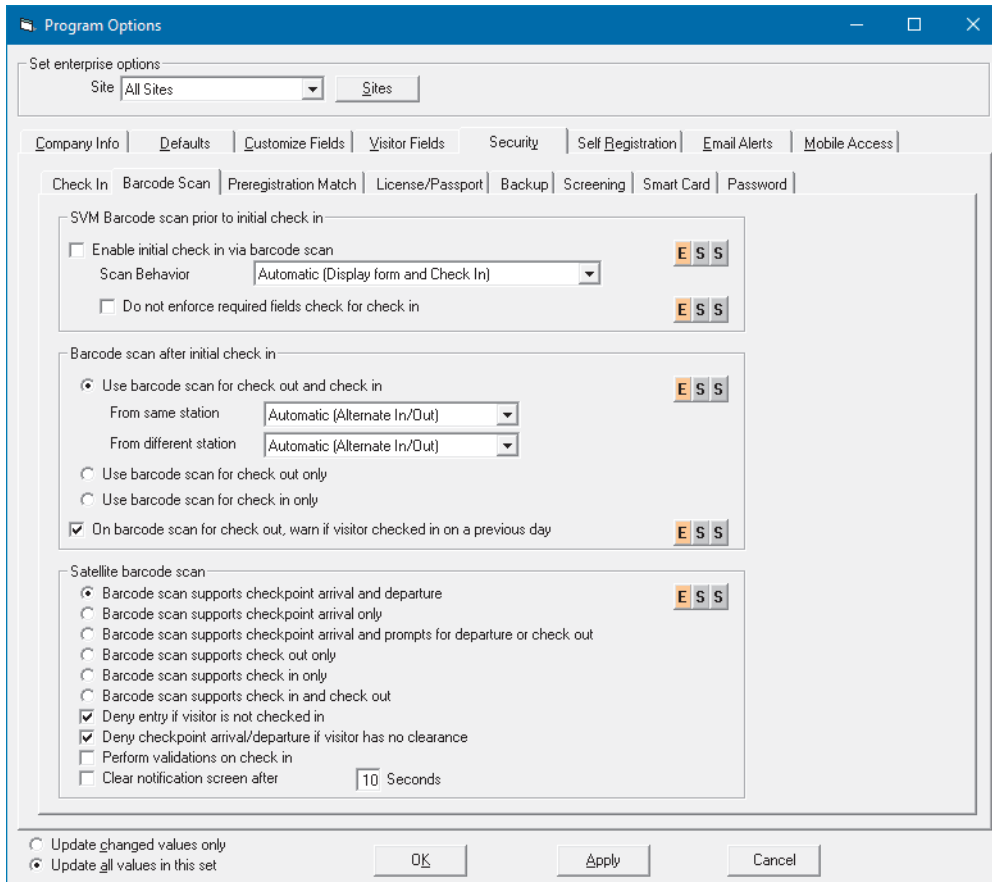 Program Options
Set enterprise options
Site All Sites Sites
Company Info Defaults Customize Fields Visitor Fields Security Self Registration Email Alerts Mobile Access
Check In Barcode Scan Preregistration Match License/Passport Backup Screening Smart Card Password
SVM Barcode scan prior to initial check in
Enable initial check in via barcode scan E S S
Scan Behavior Automatic (Display form and Check In)
Do not enforce required fields check for check in E S S
Barcode scan after initial check in
Use barcode scan for check out and check in E S S
From same station Automatic (Alternate In/Out)
From different station Automatic (Alternate In/Out)
Use barcode scan for check out only
Use barcode scan for check in only
On barcode scan for check out, warn if visitor checked in on a previous day E S S
Satellite barcode scan
Barcode scan supports checkpoint arrival and departure E S S
Barcode scan supports checkpoint arrival only
Barcode scan supports checkpoint arrival and prompts for departure or check out
Barcode scan supports check out only
Barcode scan supports check in only
Barcode scan supports check in and check out
Deny entry if visitor is not checked in
Deny checkpoint arrival/departure if visitor has no clearance
Perform validations on check in
Clear notification screen after 10 Seconds
Update changed values only
Update all values in this set
OK Apply Cancel